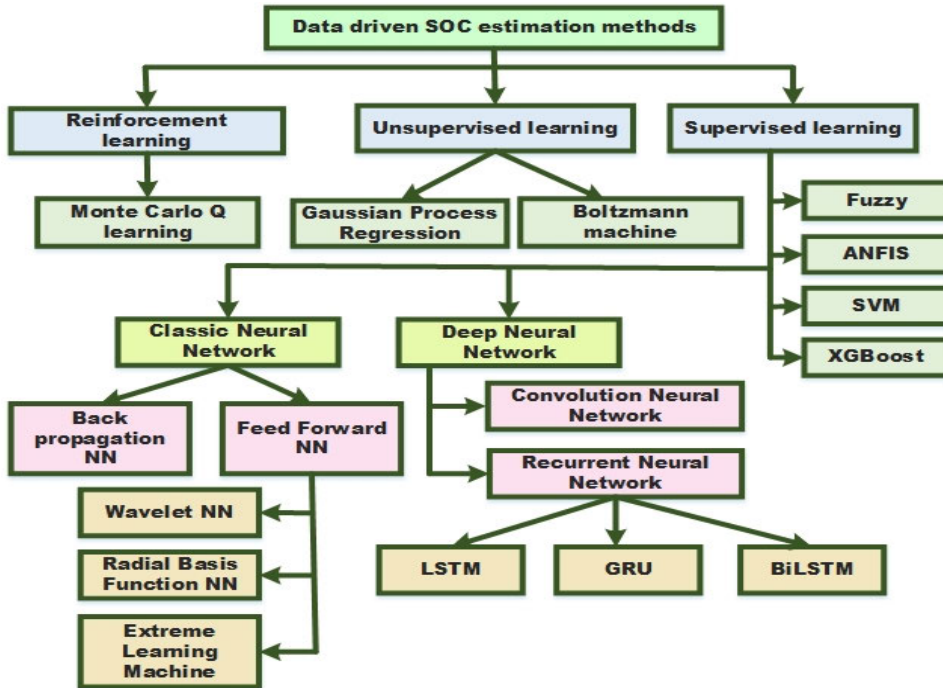 Data driven SOC estimation methods
Reinforcement
learning
Unsupervised learning
Supervised learning
Monte Carlo Q
learning
Gaussian Process
Regression
Boltzmann
machine
Fuzzy
ANFIS
SVM
XGBoost
Classic Neural
Network
Deep Neural
Network
Back
propagation
NN
Feed Forward
NN
Convolution Neural
Network
Recurrent Neural
Network
Wavelet NN
Radial Basis
Function NN
Extreme
Learning
Machine
LSTM
GRU
BiLSTM